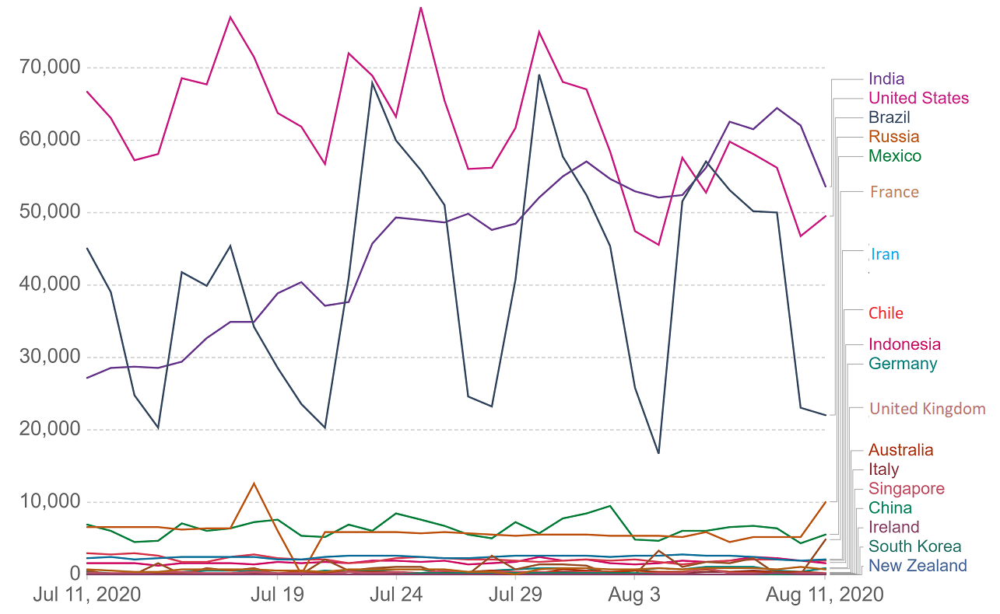 70,000
60,000
50,000
40,000
30,000
20,000
10,000
0
Jul 11, 2020
Jul 19
Jul 24
Jul 29
Aug 3
Aug 11, 2020
India
United States
Brazil
Russia
Mexico
France
Iran
Chile
Indonesia
Germany
United Kingdom
Australia
Italy
Singapore
China
Ireland
South Korea
New Zealand